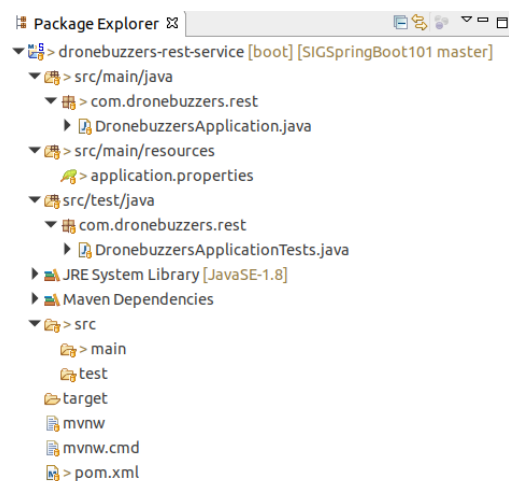 Package Explorer
> dronebuzzers-rest-service [boot] [SIGSpringBoot101 master]
> src/main/java
> com.dronebuzzers.rest
DronebuzzersApplication.java
> src/main/resources
> application.properties
src/test/java
com.dronebuzzers.rest
DronebuzzersApplicationTests.java
JRE System Library [JavaSE-1.8]
Maven Dependencies
> src
> main
test
target
mvnw
mvnw.cmd
> pom.xml